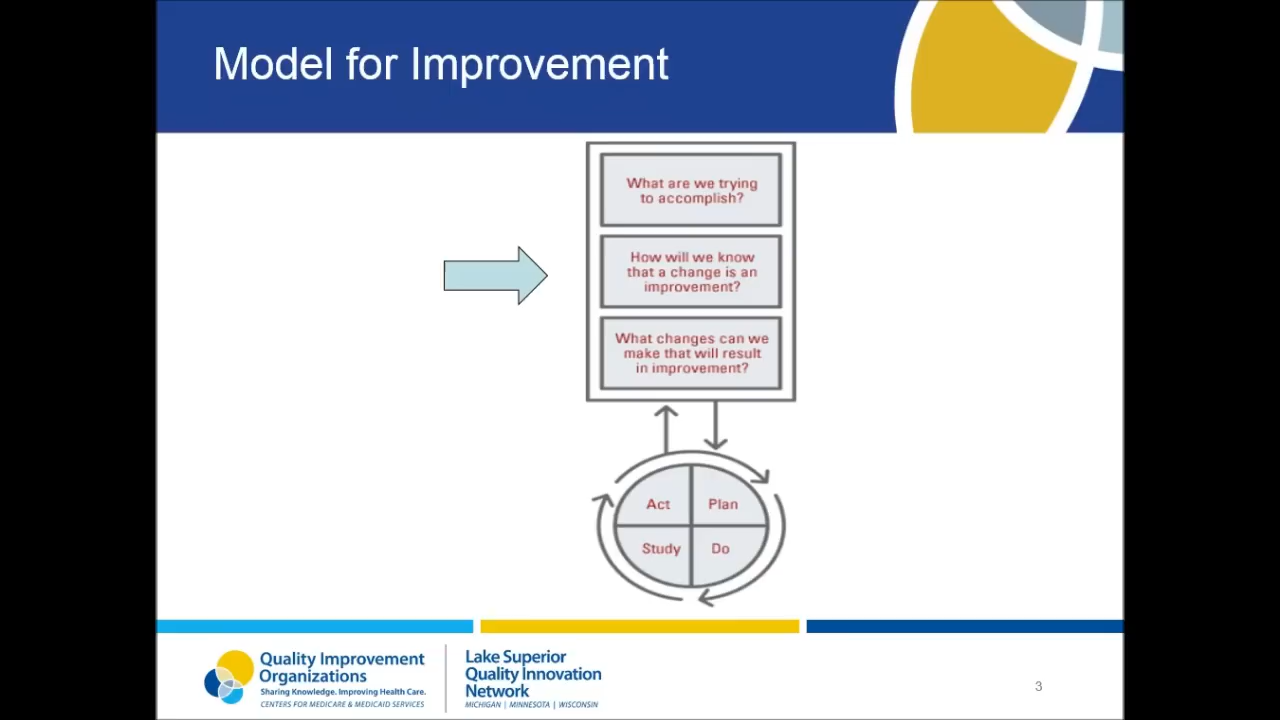 Model for Improvement
What are we trying
to accomplish?
How will we know
that a change is an
improvement?
What changes can we
make that will result
in improvement?
Act
Plan
Study
Do
Quality Improvement
Organizations
Sharing Knowledge. Improving Health Care.
CENTERS FOR MEDICARE & MEDICAID SERVICES
Lake Superior
Quality Innovation
Network
MICHIGAN | MINNESOTA | WISCONSIN
3